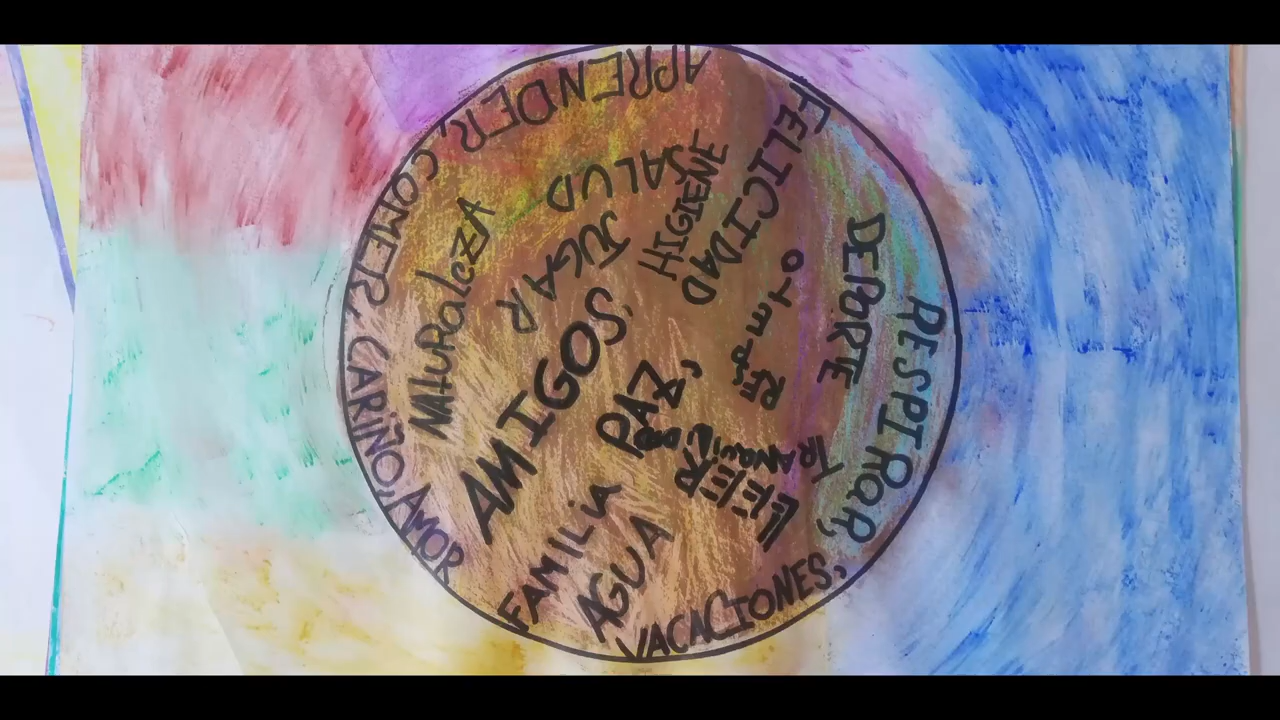 APRENDER,
COMER, CARIÑO, AMOR
FELICIDAD
SALUD
HIGIENE
NATURALEZA
JUGAR
DEPORTE
RESPIRAR,
AMIGOS,
PAZ,
LEER
FAMILIA
AGUA
VACACIONES,